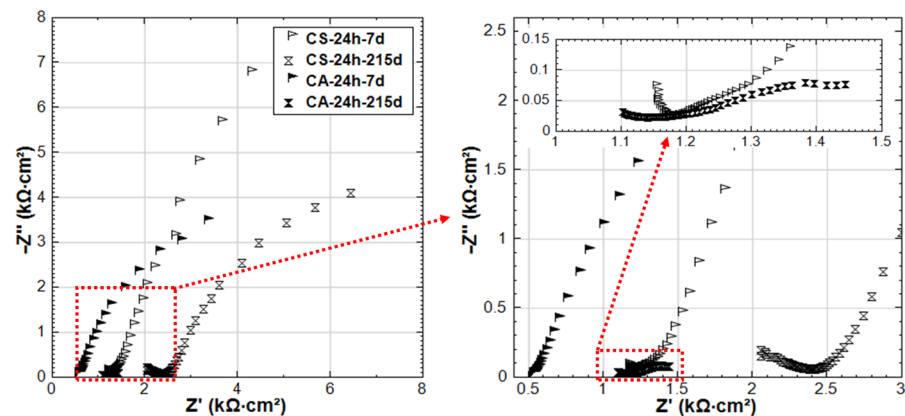 8
7
6
5
4
3
2
1
0
–Z'' (kΩ·cm²)
CS-24h-7d
CS-24h-215d
CA-24h-7d
CA-24h-215d
0 2 4 6 8
Z' (kΩ·cm²)
2.5
2
1.5
1
0.5
0
–Z'' (kΩ·cm²)
0.15
0.1
0.05
0
1 1.1 1.2 1.3 1.4 1.5
0.5 1 1.5 2 2.5 3
Z' (kΩ·cm²)